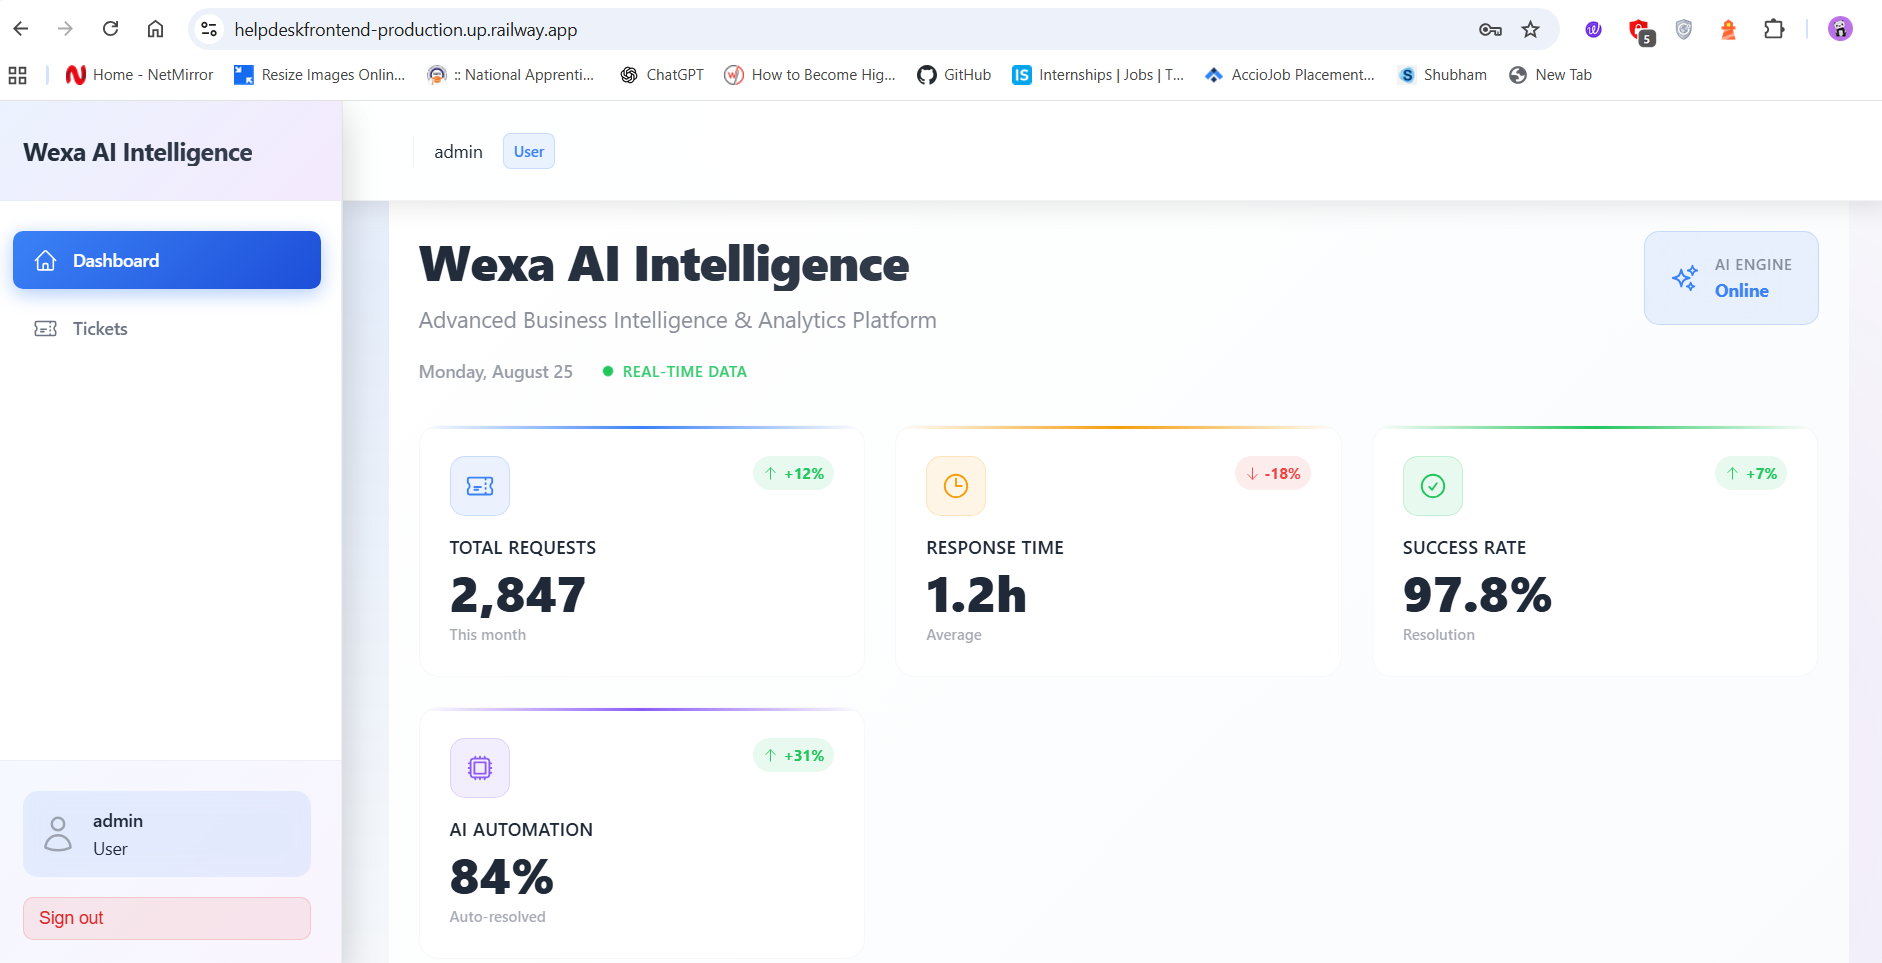 helpdeskfrontend-production.up.railway.app
5
Home - NetMirror
Resize Images Onlin...
:: National Apprenti...
ChatGPT
How to Become Hig...
GitHub
IS
Internships | Jobs | T...
AccioJob Placement...
S
Shubham
New Tab
Wexa AI Intelligence
admin
User
Dashboard
Tickets
Wexa AI Intelligence
Advanced Business Intelligence & Analytics Platform
Monday, August 25
REAL-TIME DATA
AI ENGINE
Online
+12%
TOTAL REQUESTS
2,847
This month
-18%
RESPONSE TIME
1.2h
Average
+7%
SUCCESS RATE
97.8%
Resolution
+31%
AI AUTOMATION
84%
Auto-resolved
admin
User
Sign out